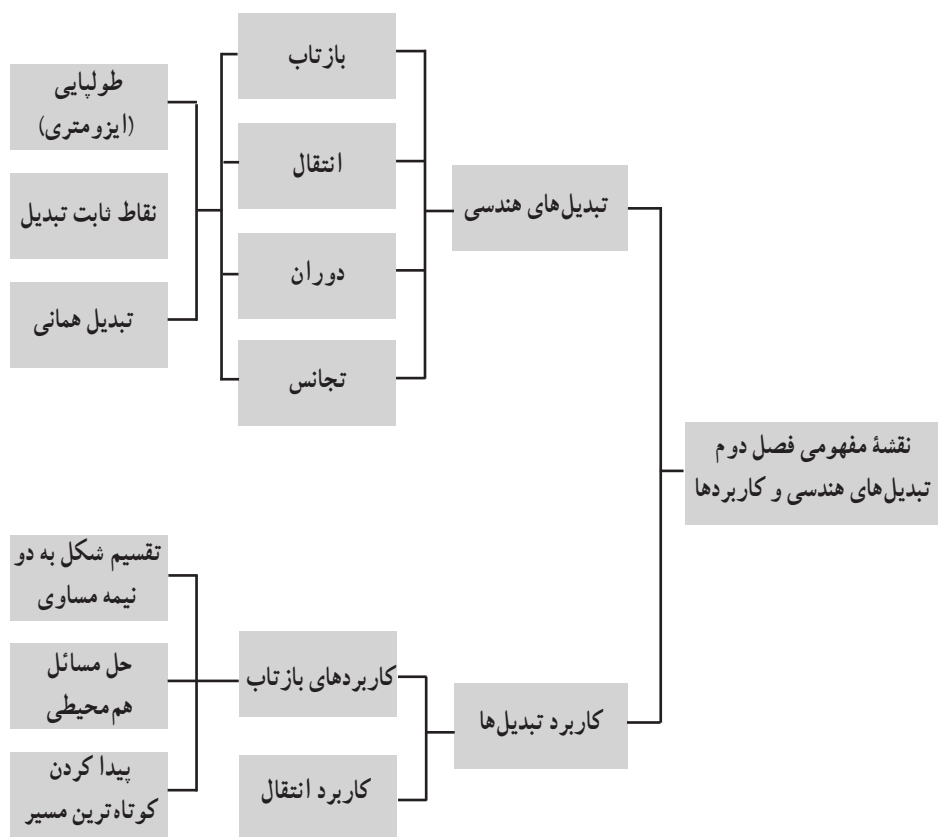 نقشهٔ مفهومی فصل دوم
تبدیل‌های هندسی و کاربردها
تبدیل‌های هندسی
بازتاب
انتقال
دوران
تجانس
طولپایی
(ایزومتری)
نقاط ثابت تبدیل
تبدیل همانی
کاربرد تبدیل‌ها
کاربردهای بازتاب
کاربرد انتقال
تقسیم شکل به دو
نیمه مساوی
حل مسائل
هم‌محیطی
پیدا کردن
کوتاه‌ترین مسیر